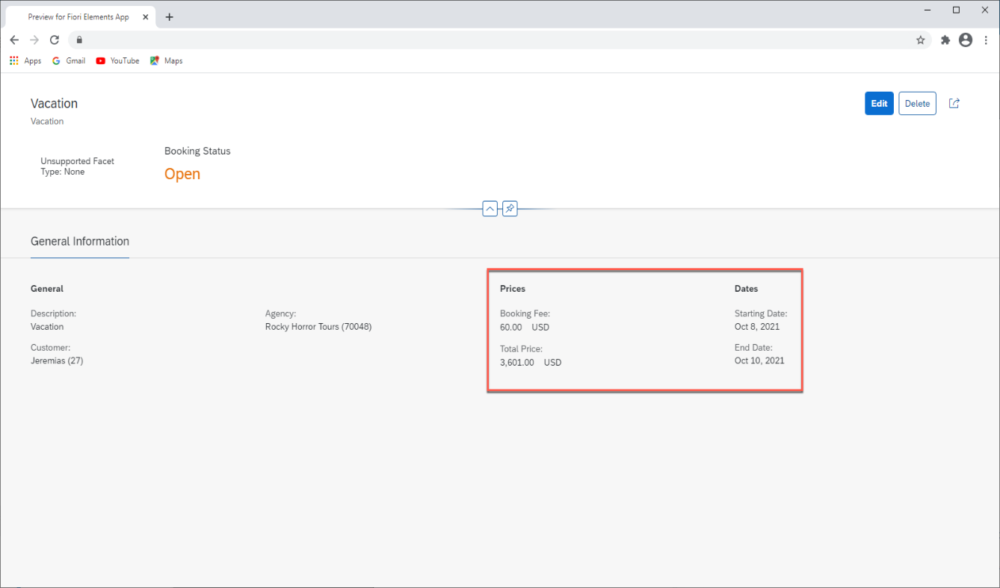 Preview for Fiori Elements App
Apps
Gmail
YouTube
Maps
Vacation
Vacation
Edit
Delete
Unsupported Facet
Type: None
Booking Status
Open
General Information
General
Description:
Vacation
Customer:
Jeremias (27)
Agency:
Rocky Horror Tours (70048)
Prices
Booking Fee:
60.00 USD
Total Price:
3,601.00 USD
Dates
Starting Date:
Oct 8, 2021
End Date:
Oct 10, 2021